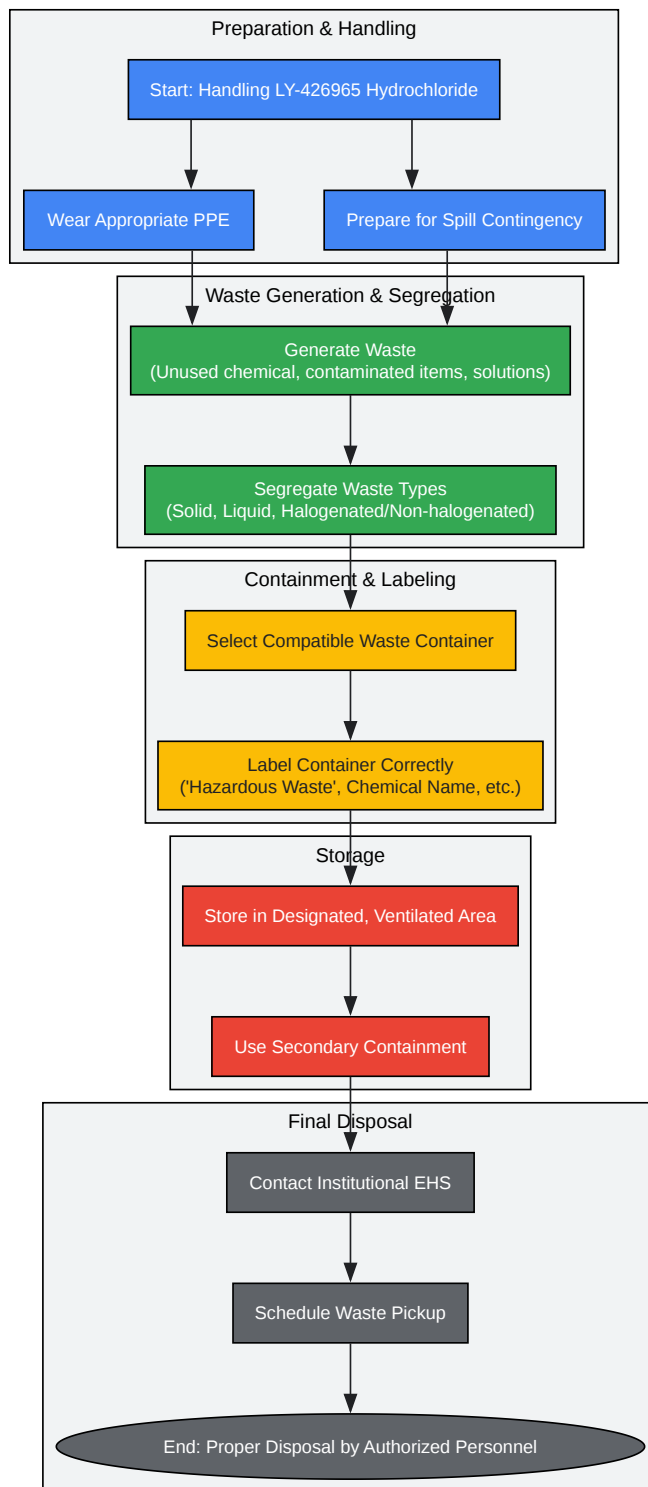 Preparation & Handling
Start: Handling LY-426965 Hydrochloride
Wear Appropriate PPE
Prepare for Spill Contingency
Waste Generation & Segregation
Generate Waste
(Unused chemical, contaminated items, solutions)
Segregate Waste Types
(Solid, Liquid, Halogenated/Non-halogenated)
Containment & Labeling
Select Compatible Waste Container
Label Container Correctly
('Hazardous Waste', Chemical Name, etc.)
Storage
Store in Designated, Ventilated Area
Use Secondary Containment
Final Disposal
Contact Institutional EHS
Schedule Waste Pickup
End: Proper Disposal by Authorized Personnel